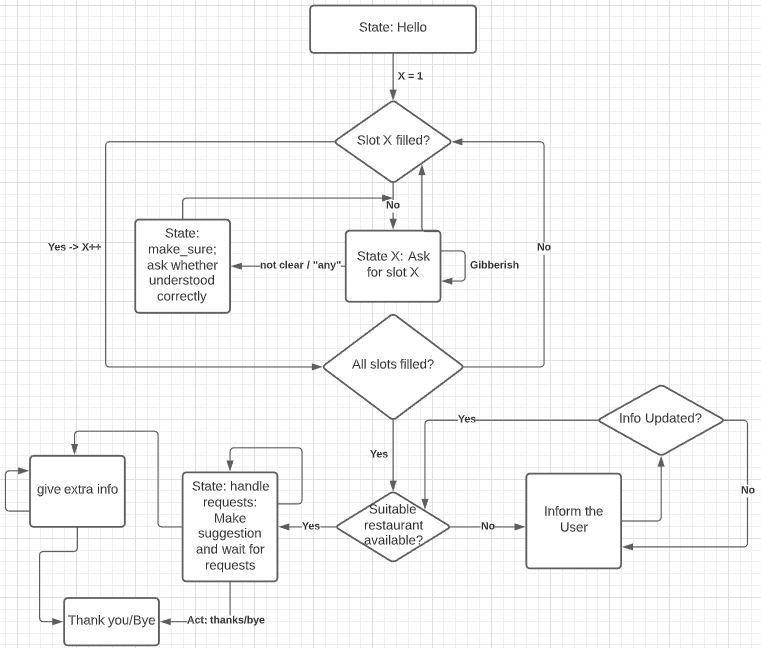 State: Hello
X = 1
Slot X filled?
No
State:
make_sure;
ask whether
understood
correctly
Yes -> X++
not clear / "any"
State X: Ask
for slot X
Gibberish
No
All slots filled?
Yes
Info Updated?
Yes
No
give extra info
State: handle
requests:
Make
suggestion
and wait for
requests
Yes
Suitable
restaurant
available?
No
Inform the
User
Thank you/Bye
Act: thanks/bye